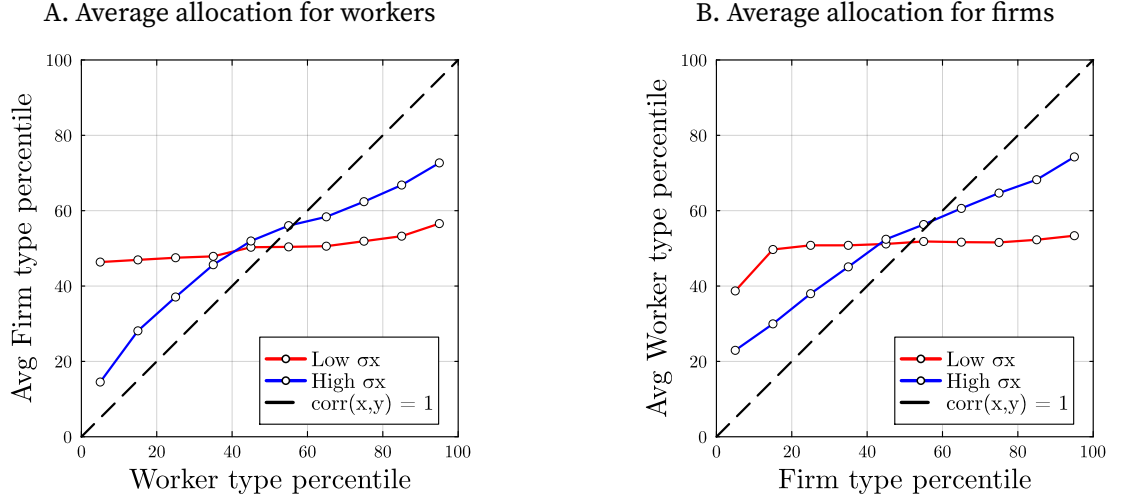 A. Average allocation for workers
Avg Firm type percentile
100
80
60
40
20
0
0 20 40 60 80 100
Worker type percentile
Low σx
High σx
corr(x,y) = 1
B. Average allocation for firms
Avg Worker type percentile
100
80
60
40
20
0
0 20 40 60 80 100
Firm type percentile
Low σx
High σx
corr(x,y) = 1